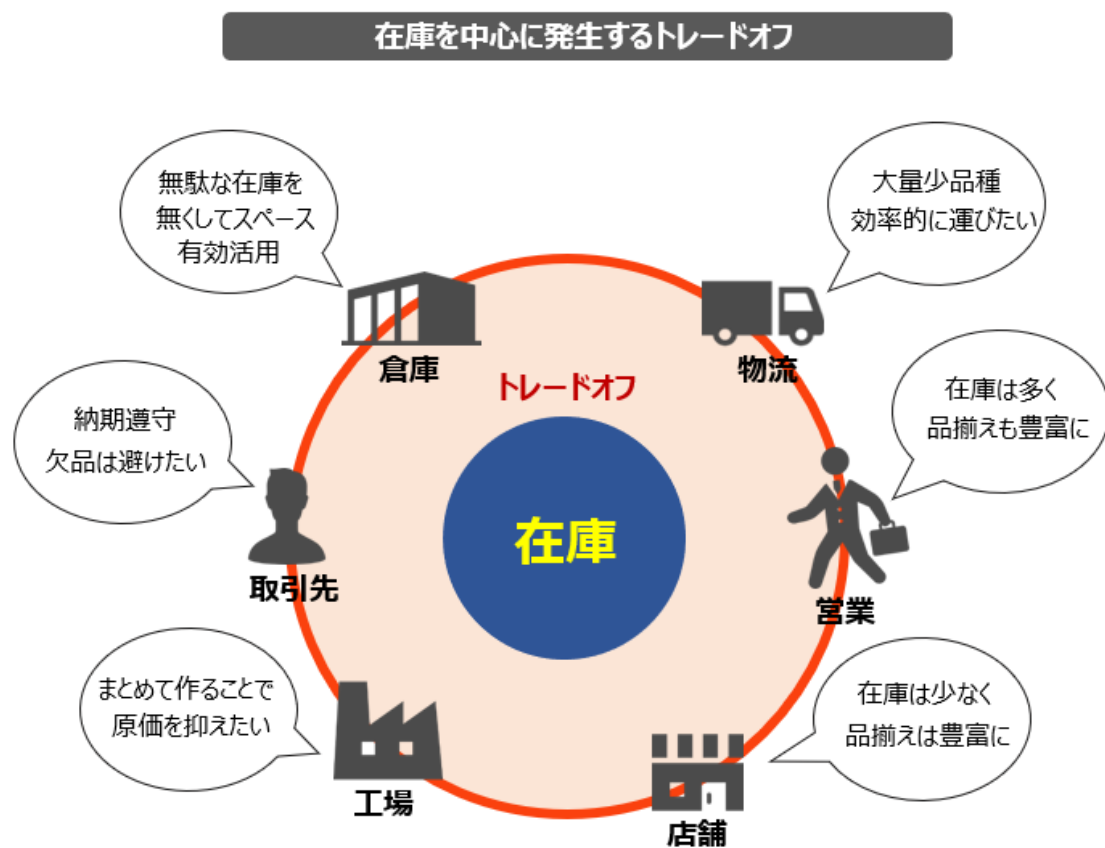 在庫を中心に発生するトレードオフ
無駄な在庫を
無くしてスペース
有効活用
倉庫
大量少品種
効率的に運びたい
物流
納期遵守
欠品は避けたい
取引先
トレードオフ
在庫
在庫は多く
品揃えも豊富に
営業
まとめて作ることで
原価を抑えたい
工場
在庫は少なく
品揃えは豊富に
店舗